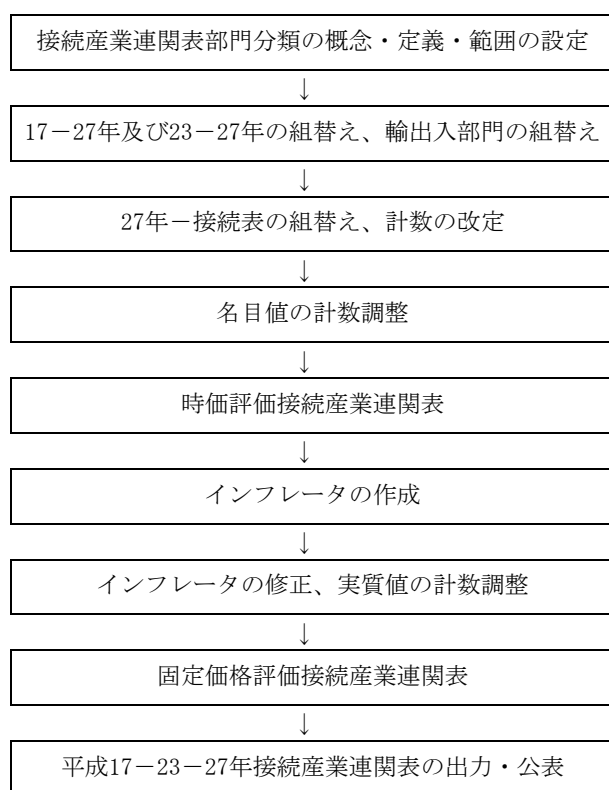 接続産業連関表部門分類の概念・定義・範囲の設定
↓
17－27年及び23－27年の組替え、輸出入部門の組替え
↓
27年－接続表の組替え、計数の改定
↓
名目値の計数調整
↓
時価評価接続産業連関表
↓
インフレータの作成
↓
インフレータの修正、実質値の計数調整
↓
固定価格評価接続産業連関表
↓
平成17－23－27年接続産業連関表の出力・公表